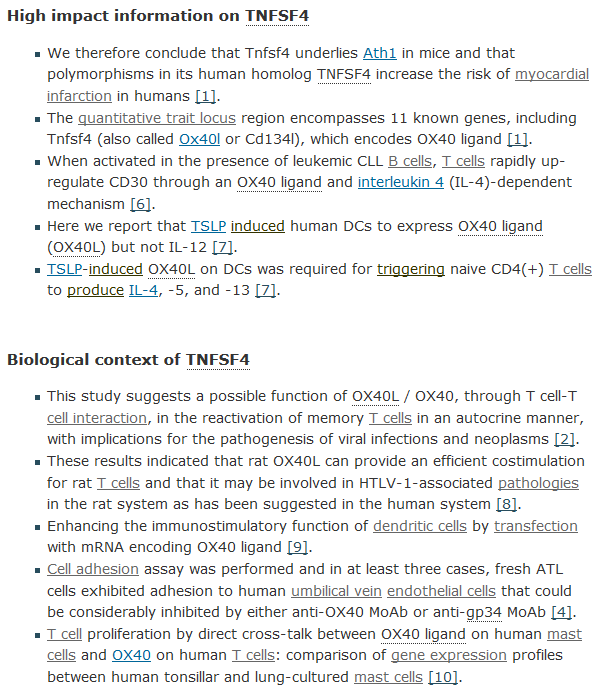 High impact information on TNFSF4
We therefore conclude that Tnfsf4 underlies Ath1 in mice and that
polymorphisms in its human homolog TNFSF4 increase the risk of myocardial
infarction in humans [1].
The quantitative trait locus region encompasses 11 known genes, including
Tnfsf4 (also called Ox40l or Cd134l), which encodes OX40 ligand [1].
When activated in the presence of leukemic CLL B cells, T cells rapidly up-
regulate CD30 through an OX40 ligand and interleukin 4 (IL-4)-dependent
mechanism [6].
Here we report that TSLP induced human DCs to express OX40 ligand
(OX40L) but not IL-12 [7].
TSLP-induced OX40L on DCs was required for triggering naive CD4(+) T cells
to produce IL-4, -5, and -13 [7].
Biological context of TNFSF4
This study suggests a possible function of OX40L / OX40, through T cell-T
cell interaction, in the reactivation of memory T cells in an autocrine manner,
with implications for the pathogenesis of viral infections and neoplasms [2].
These results indicated that rat OX40L can provide an efficient costimulation
for rat T cells and that it may be involved in HTLV-1-associated pathologies
in the rat system as has been suggested in the human system [8].
Enhancing the immunostimulatory function of dendritic cells by transfection
with mRNA encoding OX40 ligand [9].
Cell adhesion assay was performed and in at least three cases, fresh ATL
cells exhibited adhesion to human umbilical vein endothelial cells that could
be considerably inhibited by either anti-OX40 MoAb or anti-gp34 MoAb [4].
T cell proliferation by direct cross-talk between OX40 ligand on human mast
cells and OX40 on human T cells: comparison of gene expression profiles
between human tonsillar and lung-cultured mast cells [10].